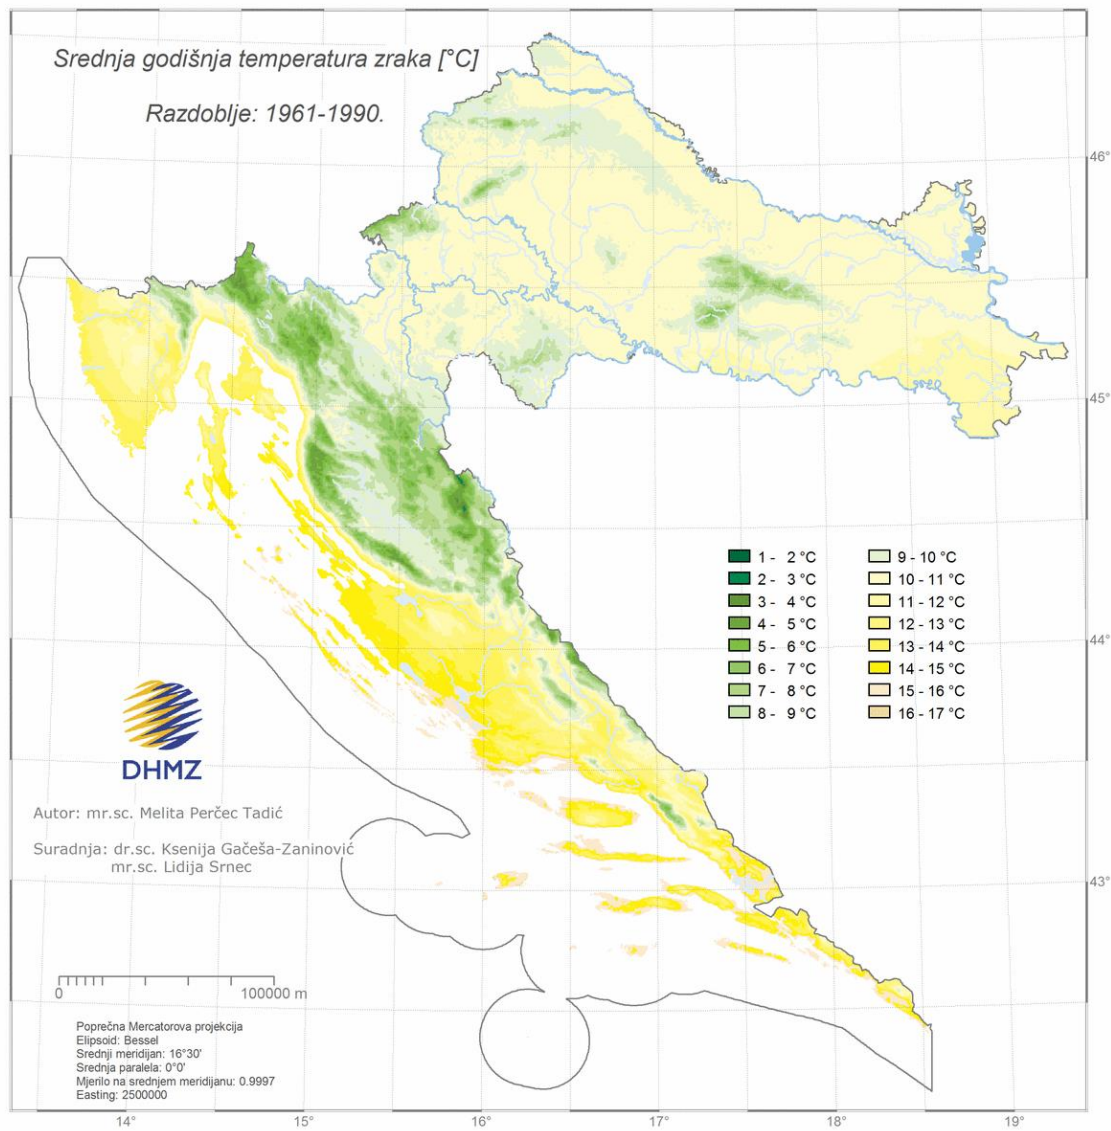 Srednja godišnja temperatura zraka [°C]
Razdoblje: 1961-1990.
46°
45°
1 - 2 °C
2 - 3 °C
3 - 4 °C
4 - 5 °C
5 - 6 °C
6 - 7 °C
7 - 8 °C
8 - 9 °C
9 - 10 °C
10 - 11 °C
11 - 12 °C
12 - 13 °C
13 - 14 °C
14 - 15 °C
15 - 16 °C
16 - 17 °C
44°
DHMZ
Autor: mr.sc. Melita Perčec Tadić
Suradnja: dr.sc. Ksenija Gačeša-Zaninović
mr.sc. Lidija Srnec
43°
0 100000 m
Poprečna Mercatorova projekcija
Elipsoid: Bessel
Srednji meridijan: 16°30'
Srednja paralela: 0°0'
Mjerilo na srednjem meridijanu: 0.9997
Easting: 2500000
14° 15° 16° 17° 18° 19°